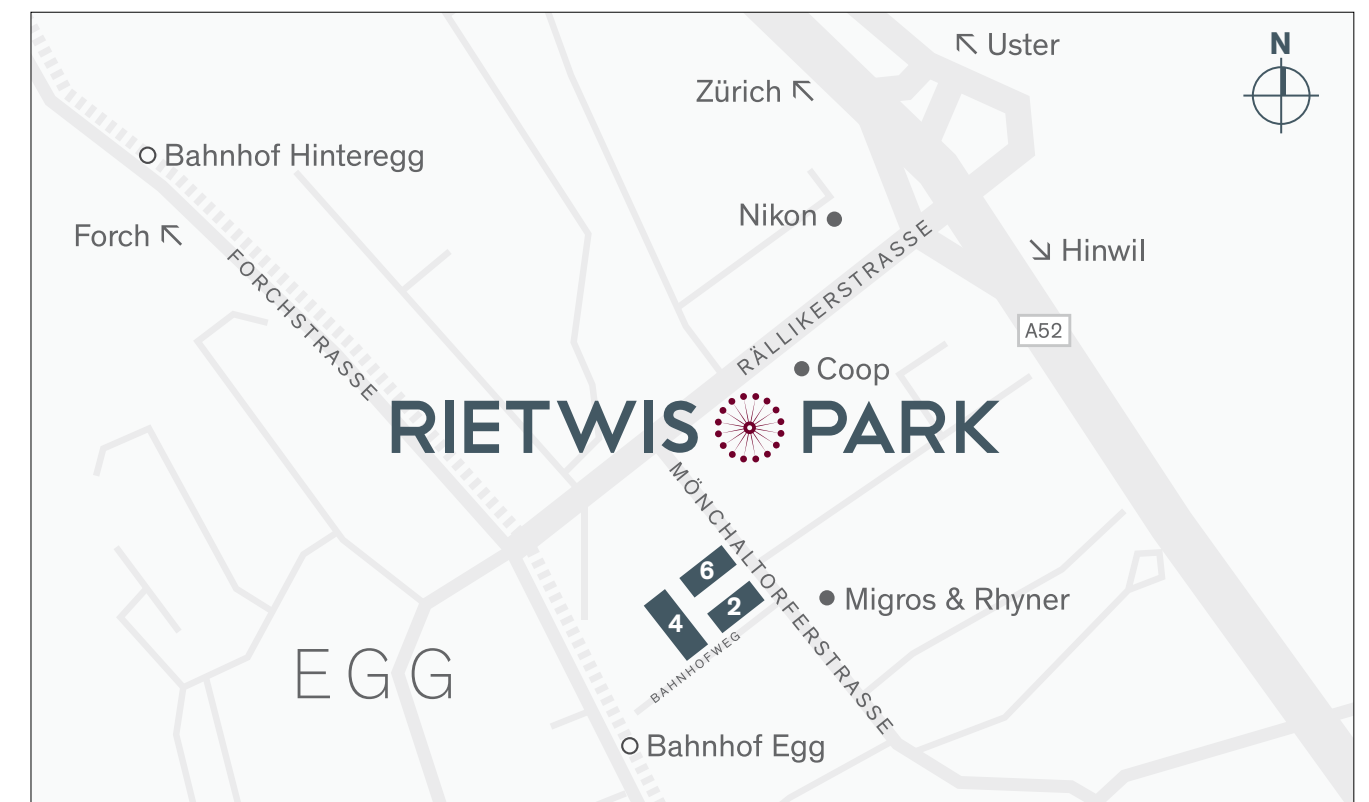 Uster
N
Zürich
Bahnhof Hinteregg
Nikon
Forch
Hinwil
FORCHSTRASSE
RÄLLIKERSTRASSE
A52
Coop
RIETWIS PARK
MÖNCHALTORFERSTRASSE
6
2
4
Migros & Rhyner
BAHNHOFWEG
EGG
Bahnhof Egg